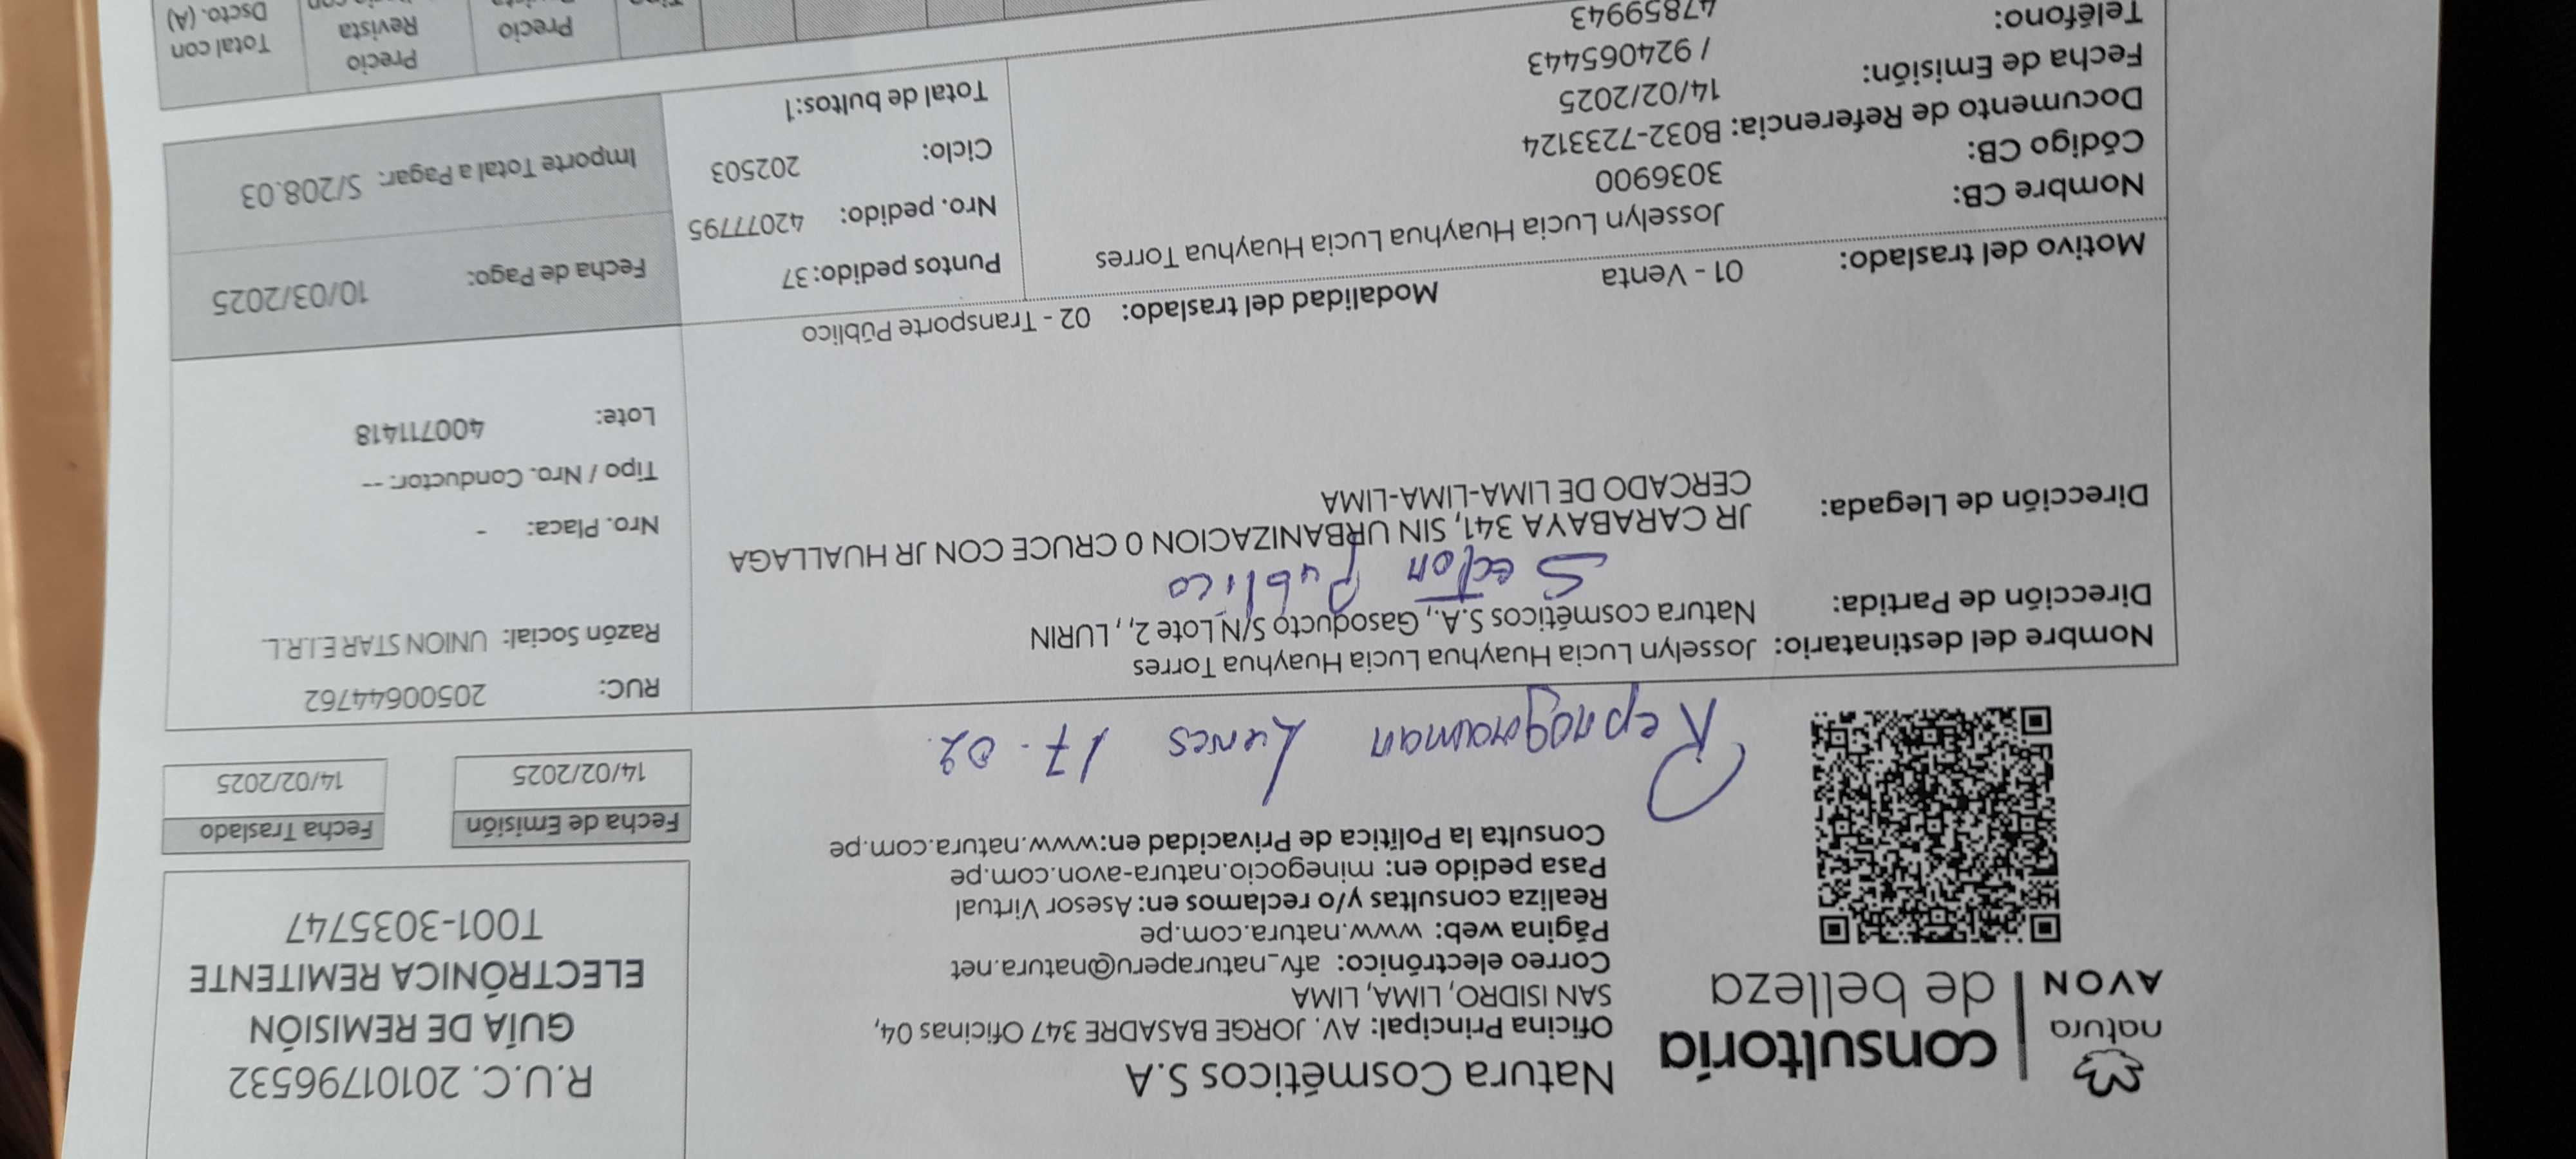 natura
AVON
consultoría
de belleza
Natura Cosméticos S.A
Oficina Principal: AV. JORGE BASADRE 347 Oficinas 04,
SAN ISIDRO, LIMA, LIMA
Correo electrónico: afv_naturaperu@natura.net
Página web: www.natura.com.pe
Realiza consultas y/o reclamos en: Asesor Virtual
Pasa pedido en: minegocio.natura-avon.com.pe
Consulta la Política de Privacidad en:www.natura.com.pe
R.U.C. 20101796532
GUÍA DE REMISIÓN
ELECTRÓNICA REMITENTE
T001-3035747
Fecha de Emisión
14/02/2025
Fecha Traslado
14/02/2025
Reprogrouman Lunes 17-02.
Nombre del destinatario: Josselyn Lucia Huayhua Lucia Huayhua Torres
Dirección de Partida: Natura cosméticos S.A., Gasoducto S/N Lote 2, , LURIN
Secton Publico
Dirección de Llegada: JR CARABAYA 341, SIN URBANIZACION 0 CRUCE CON JR HUALLAGA
CERCADO DE LIMA-LIMA-LIMA
RUC: 20500644762
Razón Social: UNION STAR E.I.R.L.
Nro. Placa: -
Tipo / Nro. Conductor: --
Lote: 400711418
Motivo del traslado: 01 - Venta
Modalidad del traslado: 02 - Transporte Público
Nombre CB: Josselyn Lucia Huayhua Lucia Huayhua Torres
Código CB: 3036900
Documento de Referencia: B032-7233124
Fecha de Emisión: 14/02/2025
Teléfono: / 924065443
47859943
Puntos pedido: 37
Nro. pedido: 42077795
Ciclo: 202503
Total de bultos:1
Fecha de Pago: 10/03/2025
Importe Total a Pagar: S/208.03
Precio
Precio
Revista
Total con
Dscto. (A)